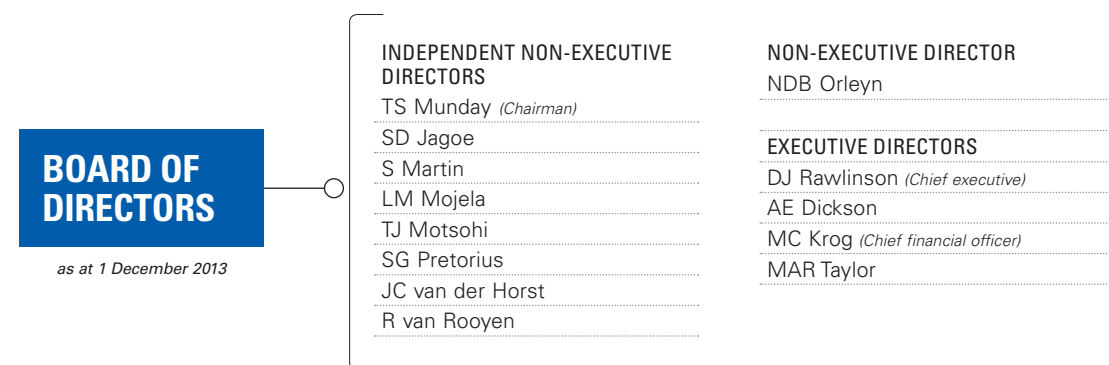 BOARD OF
DIRECTORS
as at 1 December 2013
INDEPENDENT NON-EXECUTIVE
DIRECTORS
TS Munday (Chairman)
SD Jagoe
S Martin
LM Mojela
TJ Motsohi
SG Pretorius
JC van der Horst
R van Rooyen
NON-EXECUTIVE DIRECTOR
NDB Orleyn
EXECUTIVE DIRECTORS
DJ Rawlinson (Chief executive)
AE Dickson
MC Krog (Chief financial officer)
MAR Taylor